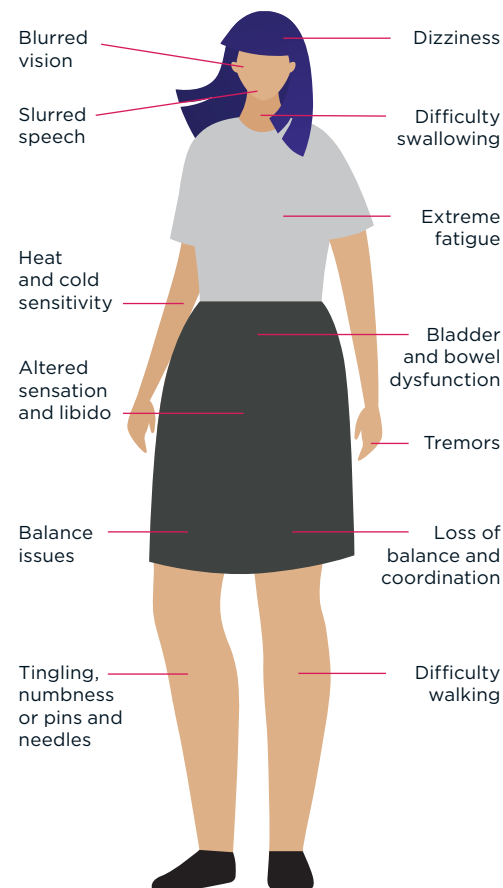 Blurred
vision
Slurred
speech
Heat
and cold
sensitivity
Altered
sensation
and libido
Balance
issues
Tingling,
numbness
or pins and
needles
Dizziness
Difficulty
swallowing
Extreme
fatigue
Bladder
and bowel
dysfunction
Tremors
Loss of
balance and
coordination
Difficulty
walking